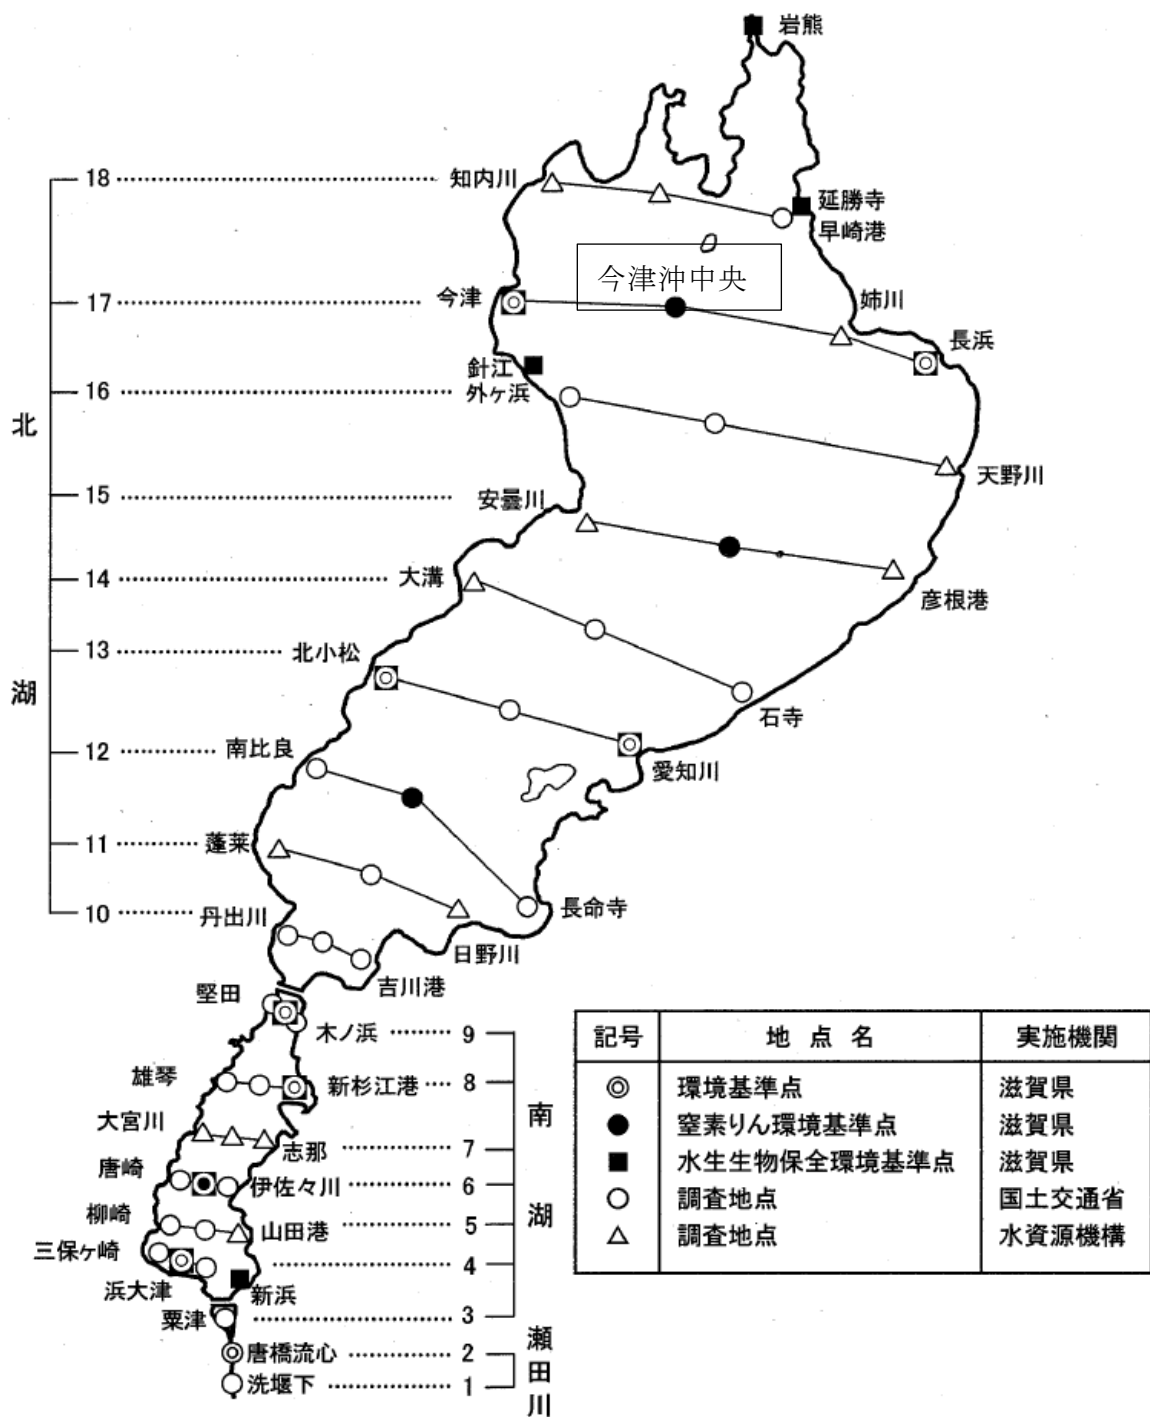 岩熊
18 知内川
延勝寺
早崎港
今津沖中央
17 今津
姉川
長浜
針江
16 外ヶ浜
天野川
北
15 安曇川
14 大溝
彦根港
13 北小松
湖
石寺
12 南比良
愛知川
11 蓬莱
10 丹出川
長命寺
日野川
吉川港
堅田
木ノ浜 9
雄琴
新杉江港 8
南
大宮川
志那 7
唐崎
伊佐々川 6
湖
柳崎
山田港 5
三保ヶ崎
4
浜大津
新浜
粟津 3
瀬田川
唐橋流心 2
洗堰下 1
記号 地点名 実施機関
◎ 環境基準点 滋賀県
● 窒素りん環境基準点 滋賀県
■ 水生生物保全環境基準点 滋賀県
○ 調査地点 国土交通省
△ 調査地点 水資源機構